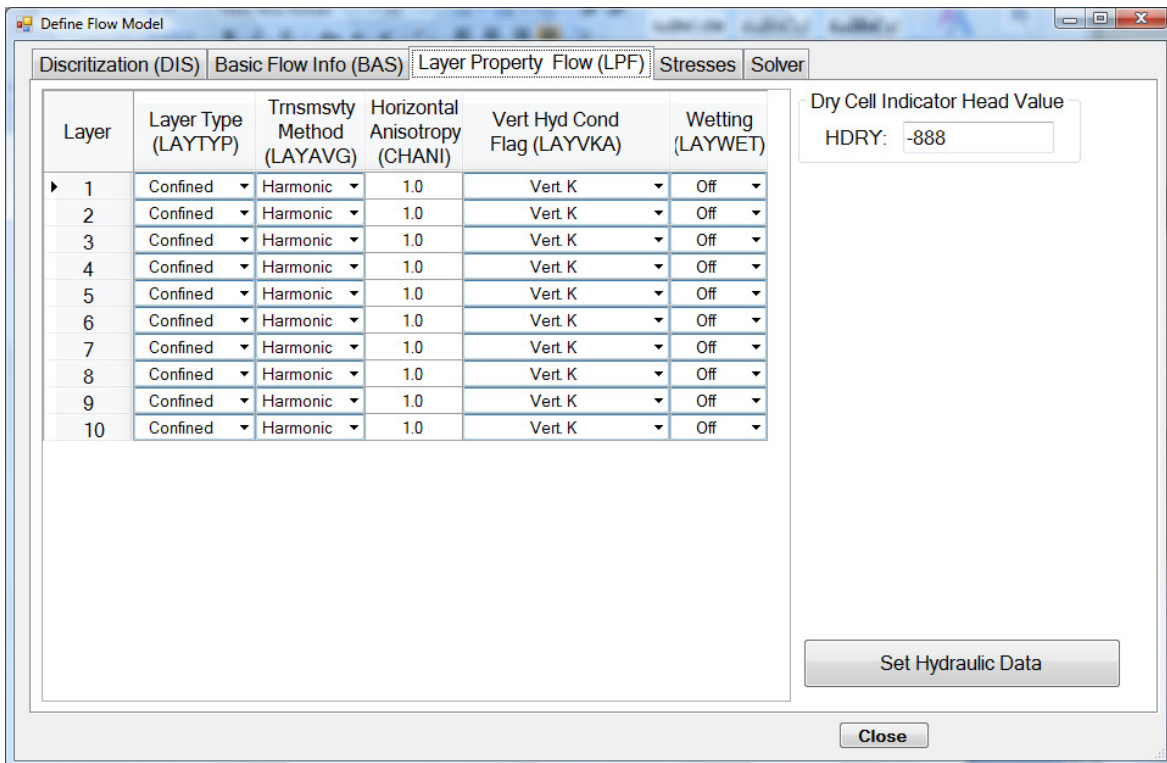 Define Flow Model
Discritization (DIS) Basic Flow Info (BAS) Layer Property Flow (LPF) Stresses Solver
Layer Layer Type (LAYTYP) Trnsmsvty Method (LAYAVG) Horizontal Anisotropy (CHANI) Vert Hyd Cond Flag (LAYVKA) Wetting (LAYWET)
1 Confined Harmonic 1.0 Vert. K Off
2 Confined Harmonic 1.0 Vert. K Off
3 Confined Harmonic 1.0 Vert. K Off
4 Confined Harmonic 1.0 Vert. K Off
5 Confined Harmonic 1.0 Vert. K Off
6 Confined Harmonic 1.0 Vert. K Off
7 Confined Harmonic 1.0 Vert. K Off
8 Confined Harmonic 1.0 Vert. K Off
9 Confined Harmonic 1.0 Vert. K Off
10 Confined Harmonic 1.0 Vert. K Off
Dry Cell Indicator Head Value
HDRY: -888
Set Hydraulic Data
Close